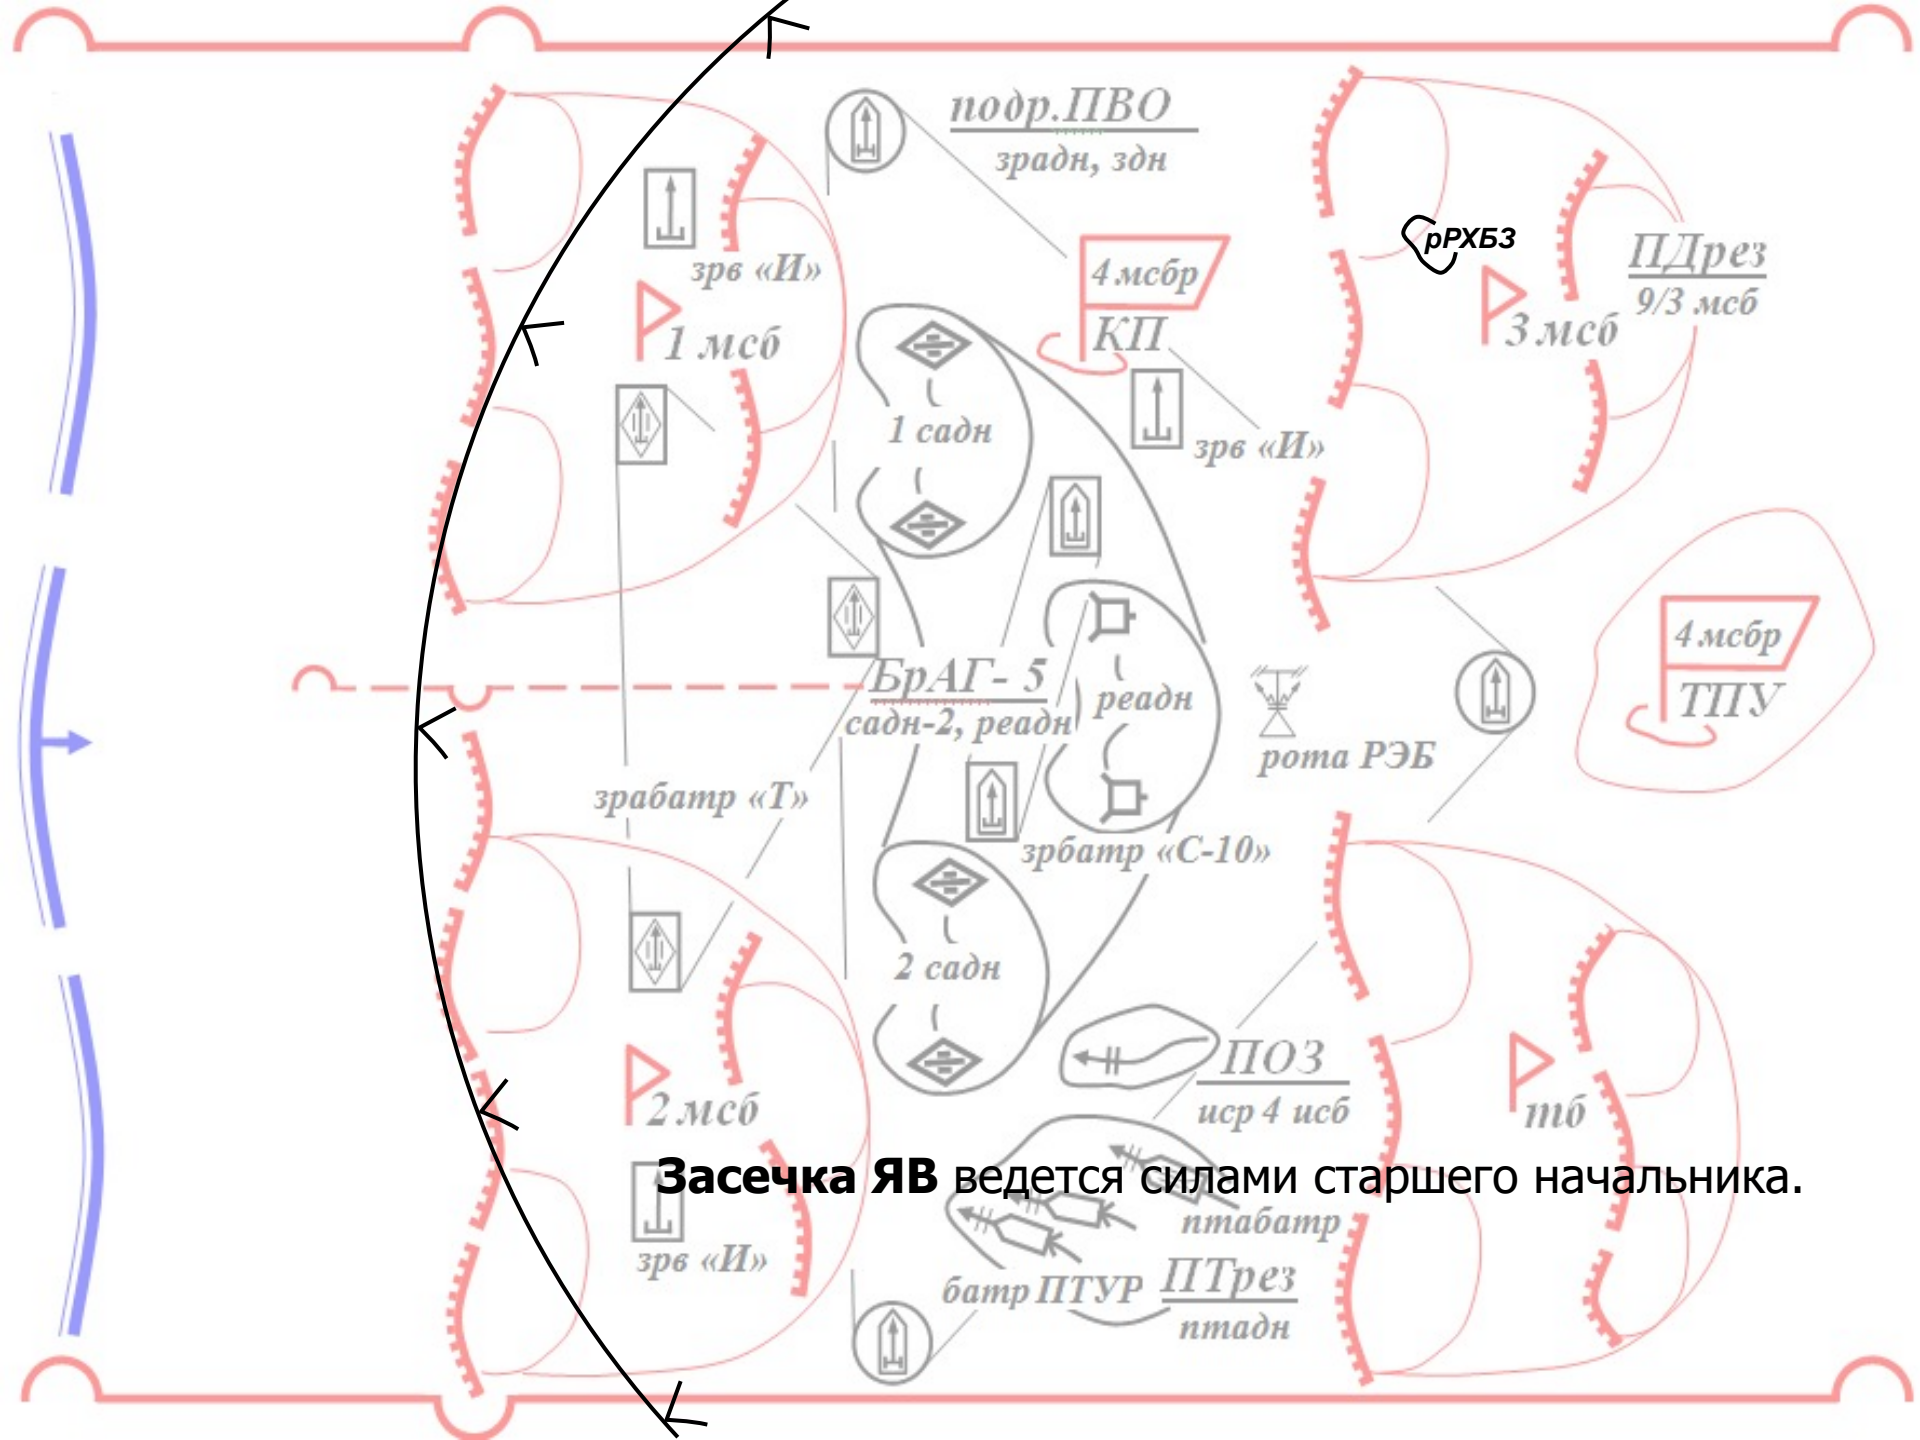 подр.ПВО
зрадн, здн
зрв «И»
4 мсбр
КП
рРХБЗ
ПДрез
9/3 мсб
1 мсб
3 мсб
1 садн
зрв «И»
4 мсбр
ТПУ
БрАГ- 5
садн-2, реадн
реадн
рота РЭБ
зрабатр «Т»
зрбатр «С-10»
2 садн
ПОЗ
иср 4 исб
2 мсб
тб
Засечка ЯВ ведется силами старшего начальника.
птабатр
зрв «И»
батр ПТУР
ПТрез
птадн